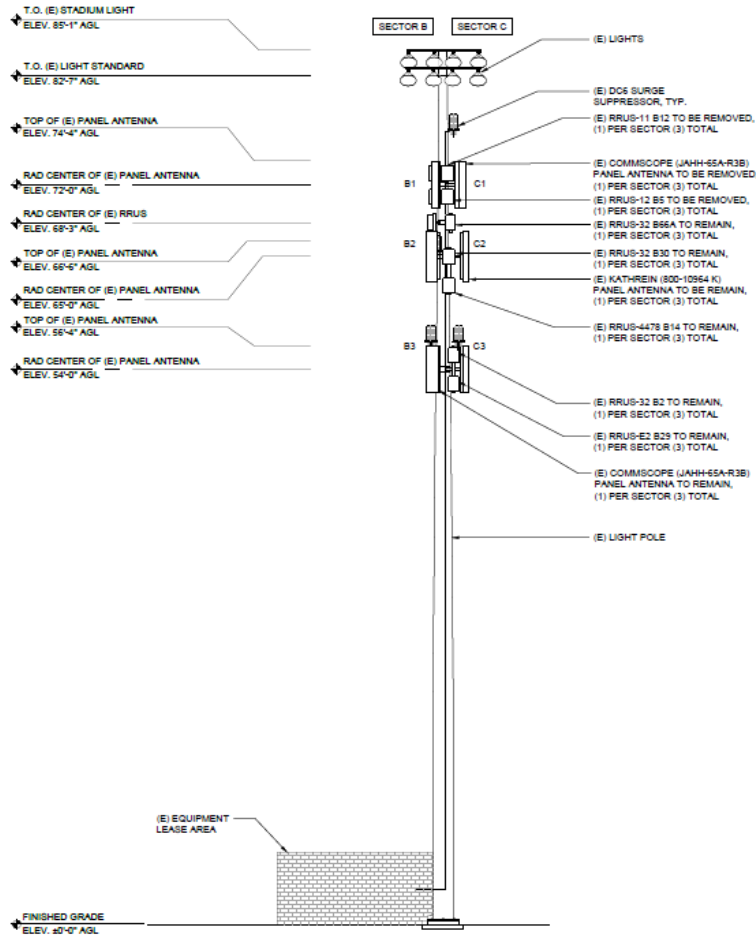 T.O. (E) STADIUM LIGHT
ELEV. 85'-1" AGL
T.O. (E) LIGHT STANDARD
ELEV. 82'-7" AGL
TOP OF (E) PANEL ANTENNA
ELEV. 74'-4" AGL
RAD CENTER OF (E) PANEL ANTENNA
ELEV. 72'-0" AGL
RAD CENTER OF (E) RRUS
ELEV. 68'-3" AGL
TOP OF (E) PANEL ANTENNA
ELEV. 66'-6" AGL
RAD CENTER OF (E) PANEL ANTENNA
ELEV. 65'-0" AGL
TOP OF (E) PANEL ANTENNA
ELEV. 56'-4" AGL
RAD CENTER OF (E) PANEL ANTENNA
ELEV. 54'-0" AGL
SECTOR B
SECTOR C
B1
C1
B2
C2
B3
C3
(E) LIGHTS
(E) DC6 SURGE
SUPPRESSOR, TYP.
(E) RRUS-11 B12 TO BE REMOVED,
(1) PER SECTOR (3) TOTAL
(E) COMMSCOPE (JAHH-65A-R3B)
PANEL ANTENNA TO BE REMOVED
(1) PER SECTOR (3) TOTAL
(E) RRUS-12 B5 TO BE REMOVED,
(1) PER SECTOR (3) TOTAL
(E) RRUS-32 B66A TO REMAIN,
(1) PER SECTOR (3) TOTAL
(E) RRUS-32 B30 TO REMAIN,
(1) PER SECTOR (3) TOTAL
(E) KATHREIN (800-10964 K)
PANEL ANTENNA TO BE REMAIN,
(1) PER SECTOR (3) TOTAL
(E) RRUS-4478 B14 TO REMAIN,
(1) PER SECTOR (3) TOTAL
(E) RRUS-32 B2 TO REMAIN,
(1) PER SECTOR (3) TOTAL
(E) RRUS-E2 B29 TO REMAIN,
(1) PER SECTOR (3) TOTAL
(E) COMMSCOPE (JAHH-65A-R3B)
PANEL ANTENNA TO REMAIN,
(1) PER SECTOR (3) TOTAL
(E) LIGHT POLE
(E) EQUIPMENT
LEASE AREA
FINISHED GRADE
ELEV. ±0'-0" AGL